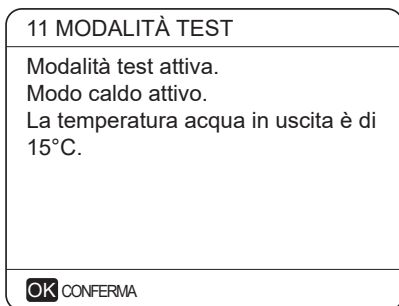 11 MODALITÀ TEST
Modalità test attiva.
Modo caldo attivo.
La temperatura acqua in uscita è di
15°C.
OK CONFERMA